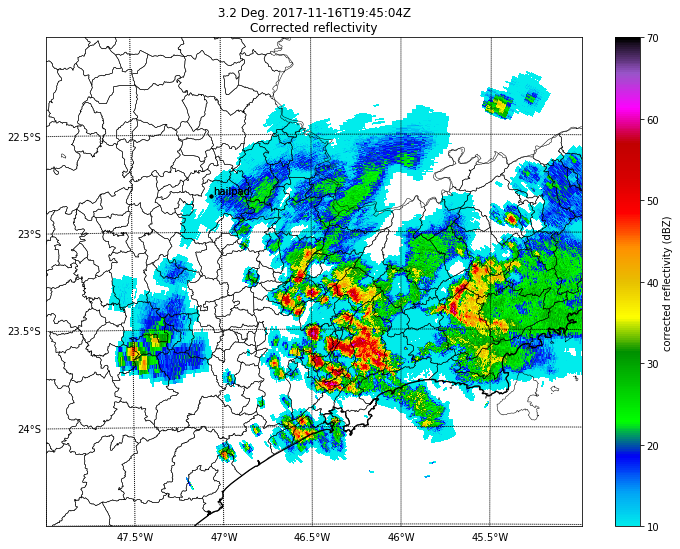 3.2 Deg. 2017-11-16T19:45:04Z
Corrected reflectivity
70
60
50
40
30
20
10
corrected reflectivity (dBZ)
22.5°S
23°S
23.5°S
24°S
47.5°W
47°W
46.5°W
46°W
45.5°W